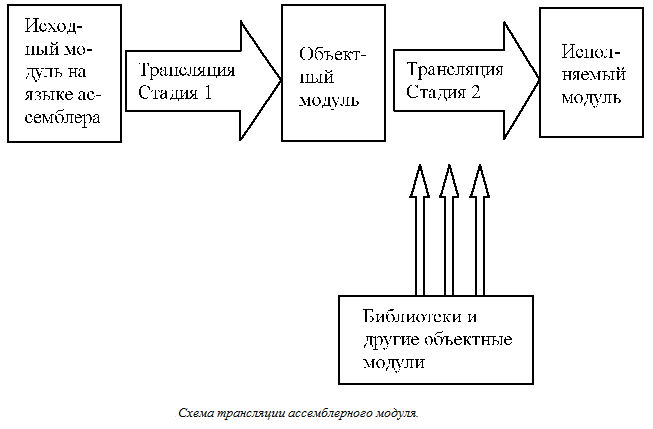 Исход-
ный мо-
дуль на
языке ас-
семблера
Трансляция
Стадия 1
Объект-
ный
модуль
Трансляция
Стадия 2
Испол-
няемый
модуль
Библиотеки и
другие объектные
модули
Схема трансляции ассемблерного модуля.